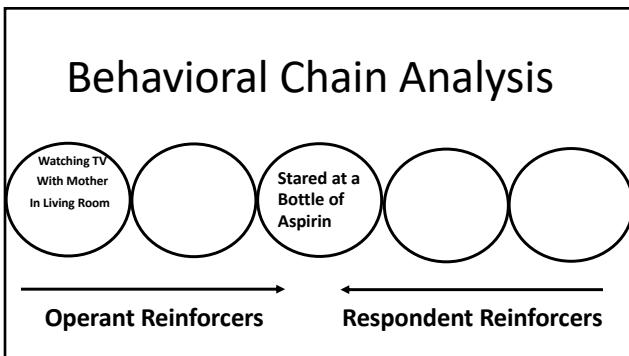 Behavioral Chain Analysis
Watching TV
With Mother
In Living Room
Stared at a
Bottle of
Aspirin
Operant Reinforcers
Respondent Reinforcers